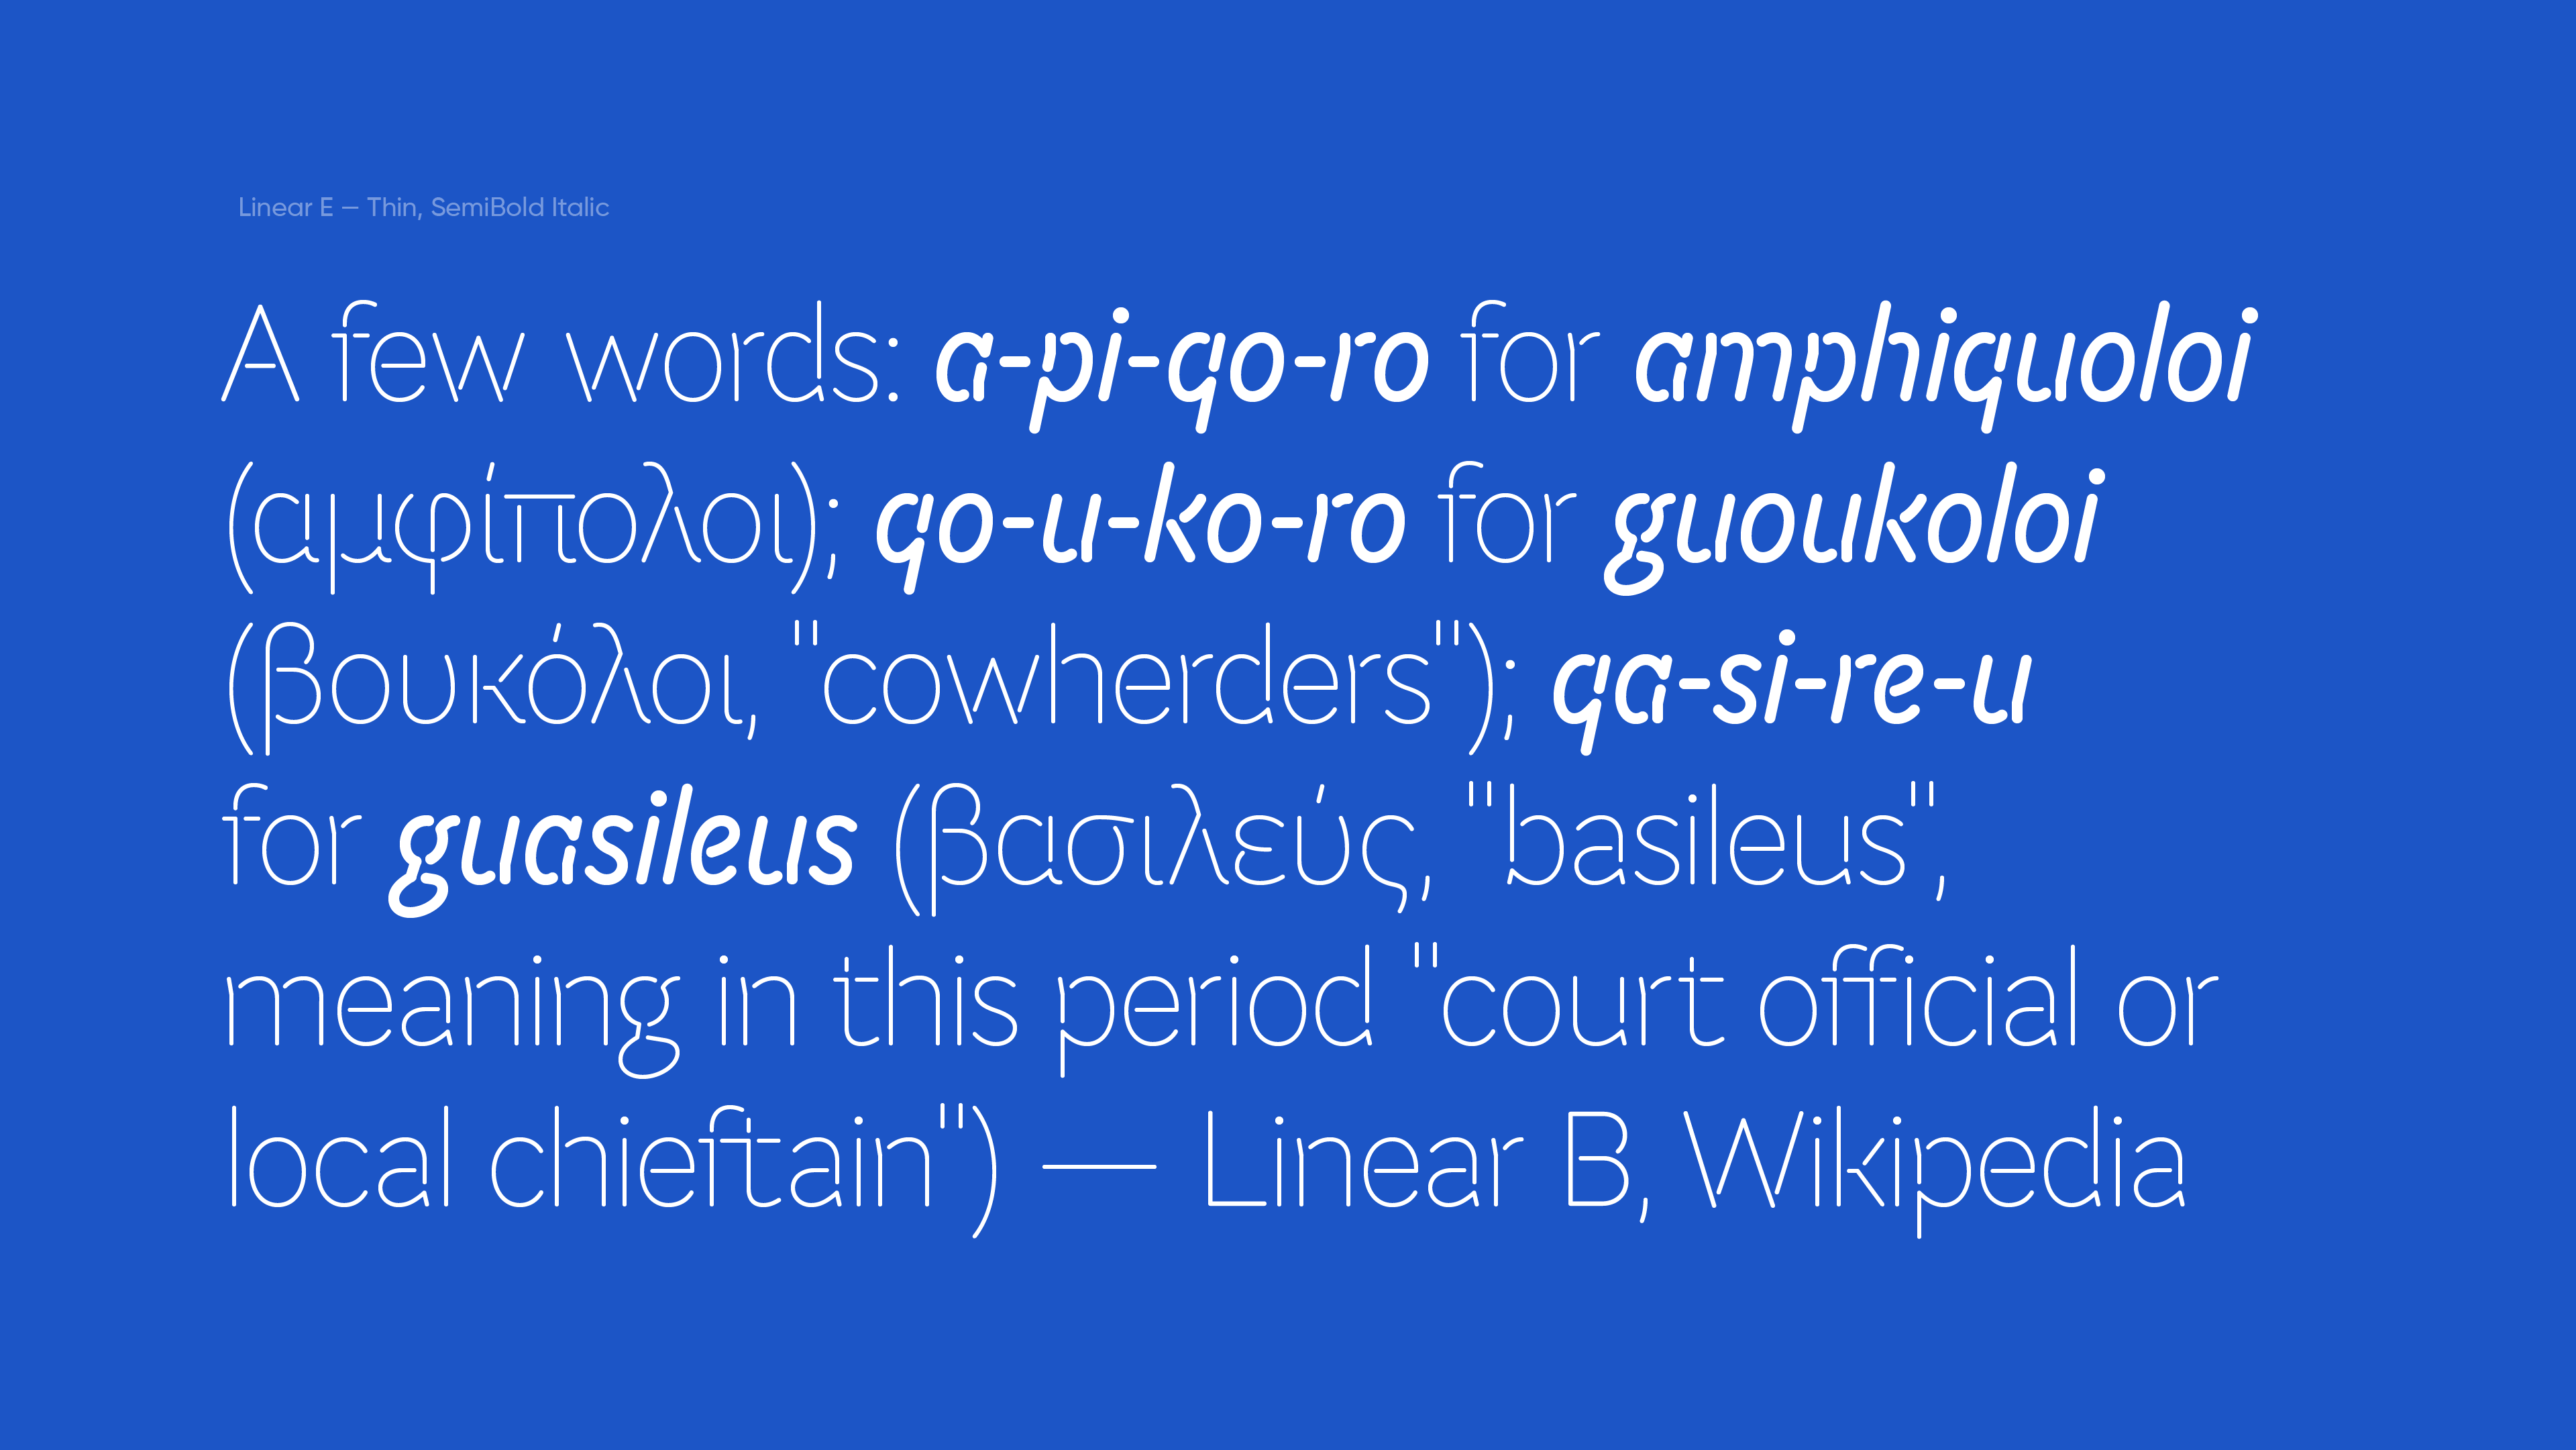 Linear E — Thin, SemiBold Italic
A few words: a-pi-qo-ro for amphiquoloi
(αμφίπολοι); qo-u-ko-ro for guoukoloi
(βουκόλοι, "cowherders"); qa-si-re-u
for guasileus (βασιλεύς, "basileus",
meaning in this period "court official or
local chieftain") — Linear B, Wikipedia